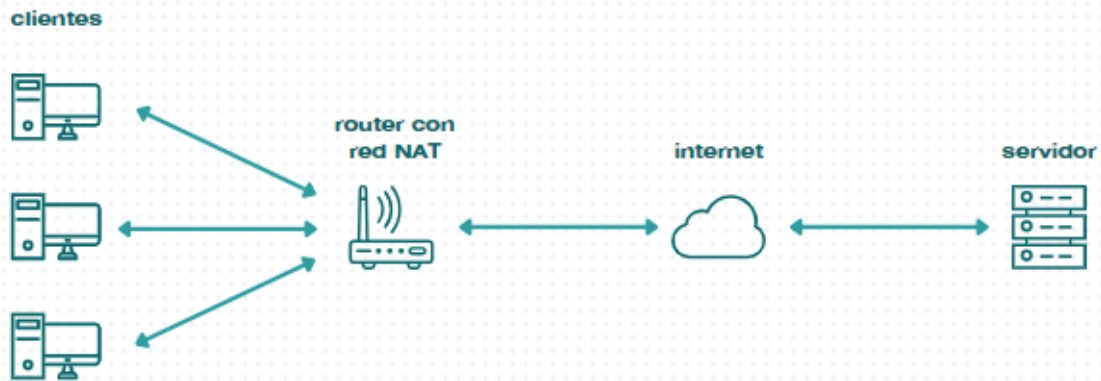 clientes
router con
red NAT
internet
servidor